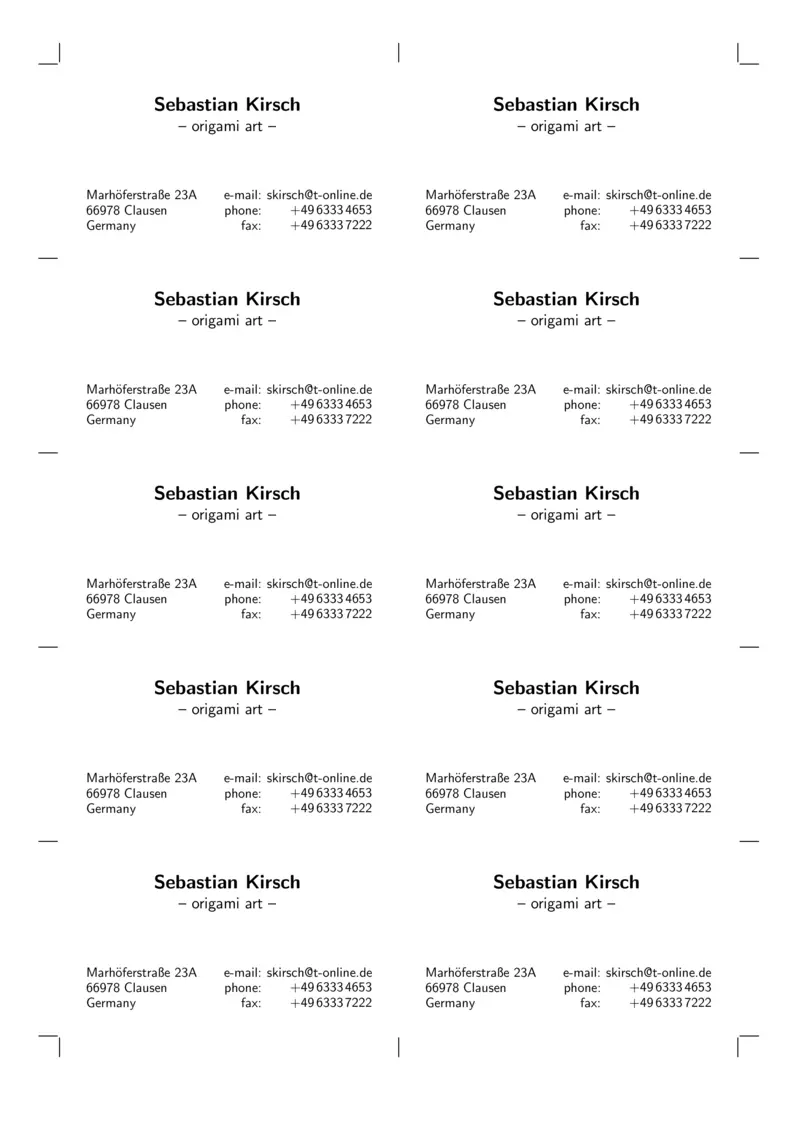 Sebastian Kirsch Sebastian Kirsch
– origami art – – origami art –
Marhöferstraße 23A e-mail: skirsch@t-online.de Marhöferstraße 23A e-mail: skirsch@t-online.de
66978 Clausen phone: +49 6333 4653 66978 Clausen phone: +49 6333 4653
Germany fax: +49 6333 7222 Germany fax: +49 6333 7222
Sebastian Kirsch Sebastian Kirsch
– origami art – – origami art –
Marhöferstraße 23A e-mail: skirsch@t-online.de Marhöferstraße 23A e-mail: skirsch@t-online.de
66978 Clausen phone: +49 6333 4653 66978 Clausen phone: +49 6333 4653
Germany fax: +49 6333 7222 Germany fax: +49 6333 7222
Sebastian Kirsch Sebastian Kirsch
– origami art – – origami art –
Marhöferstraße 23A e-mail: skirsch@t-online.de Marhöferstraße 23A e-mail: skirsch@t-online.de
66978 Clausen phone: +49 6333 4653 66978 Clausen phone: +49 6333 4653
Germany fax: +49 6333 7222 Germany fax: +49 6333 7222
Sebastian Kirsch Sebastian Kirsch
– origami art – – origami art –
Marhöferstraße 23A e-mail: skirsch@t-online.de Marhöferstraße 23A e-mail: skirsch@t-online.de
66978 Clausen phone: +49 6333 4653 66978 Clausen phone: +49 6333 4653
Germany fax: +49 6333 7222 Germany fax: +49 6333 7222
Sebastian Kirsch Sebastian Kirsch
– origami art – – origami art –
Marhöferstraße 23A e-mail: skirsch@t-online.de Marhöferstraße 23A e-mail: skirsch@t-online.de
66978 Clausen phone: +49 6333 4653 66978 Clausen phone: +49 6333 4653
Germany fax: +49 6333 7222 Germany fax: +49 6333 7222